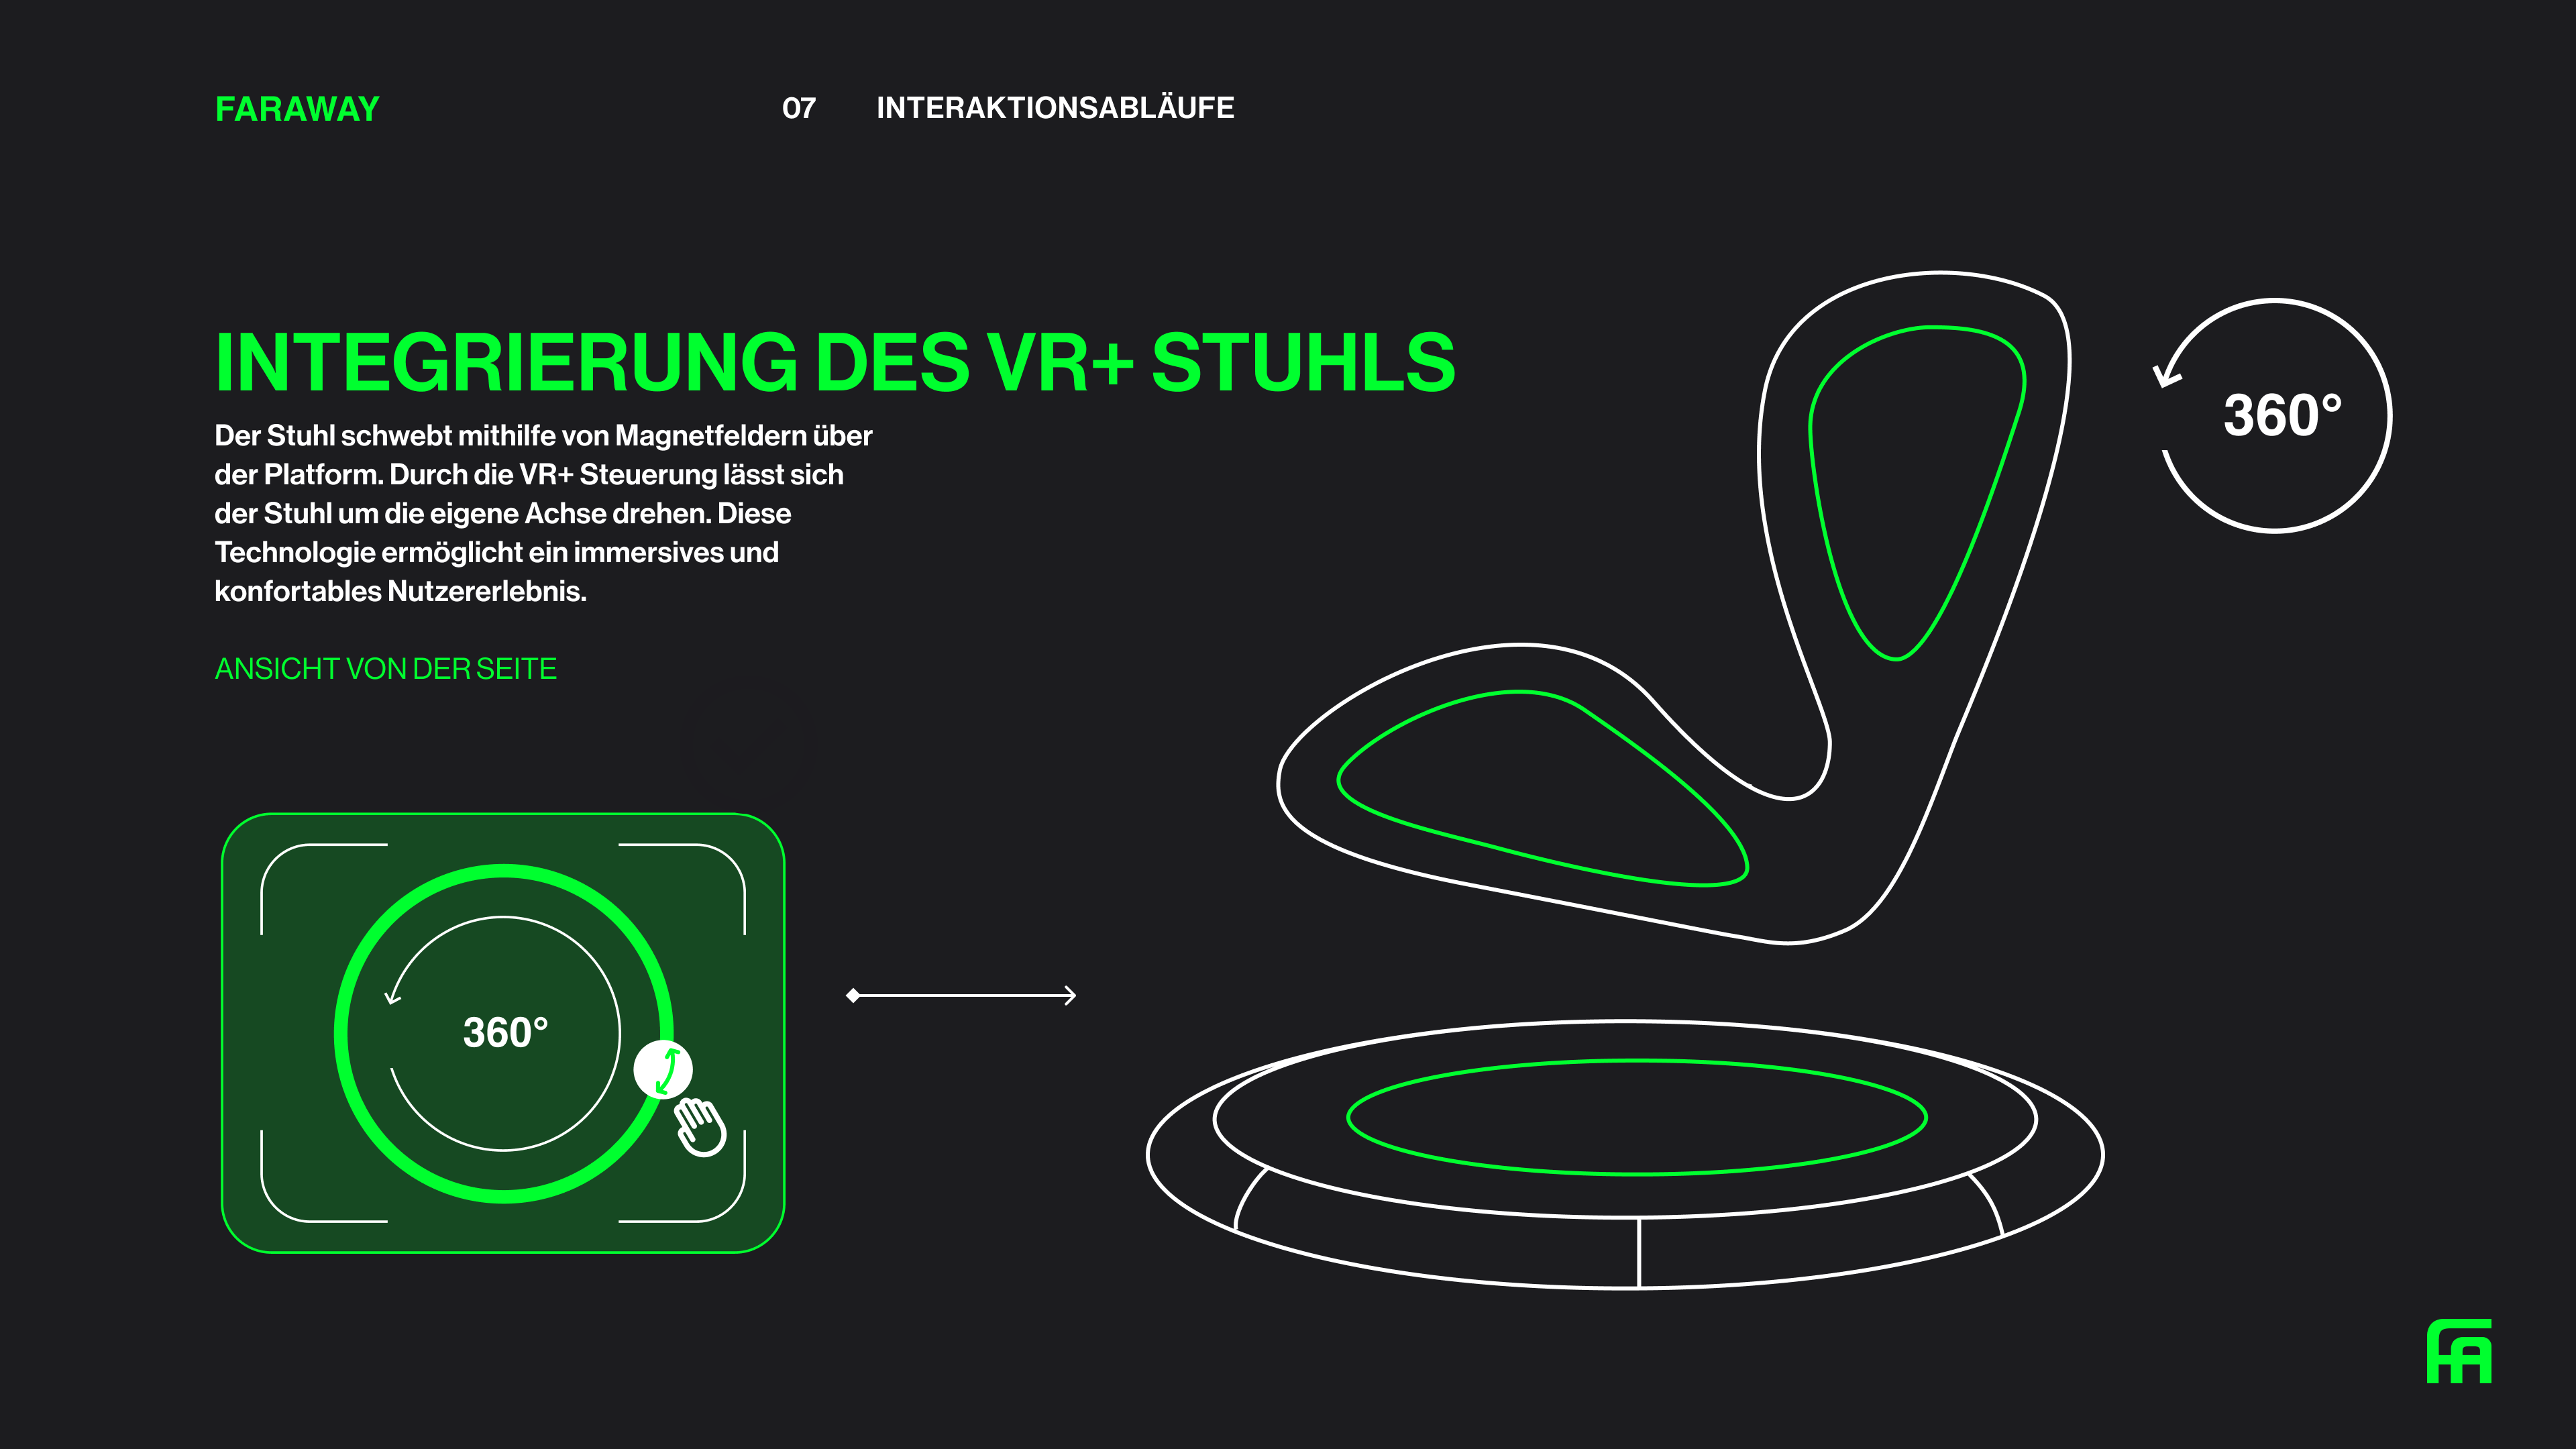 FARAWAY
07 INTERAKTIONSABLÄUFE
INTEGRIERUNG DES VR+ STUHLS
Der Stuhl schwebt mithilfe von Magnetfeldern über
der Platform. Durch die VR+ Steuerung lässt sich
der Stuhl um die eigene Achse drehen. Diese
Technologie ermöglicht ein immersives und
konfortables Nutzererlebnis.
ANSICHT VON DER SEITE
360°
360°
FA